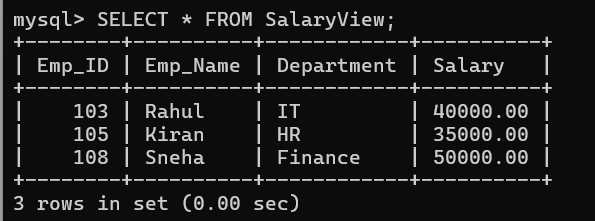 mysql> SELECT * FROM SalaryView;
+--------+----------+------------+----------+
| Emp_ID | Emp_Name | Department | Salary   |
+--------+----------+------------+----------+
|    103 | Rahul    | IT         | 40000.00 |
|    105 | Kiran    | HR         | 35000.00 |
|    108 | Sneha    | Finance    | 50000.00 |
+--------+----------+------------+----------+
3 rows in set (0.00 sec)